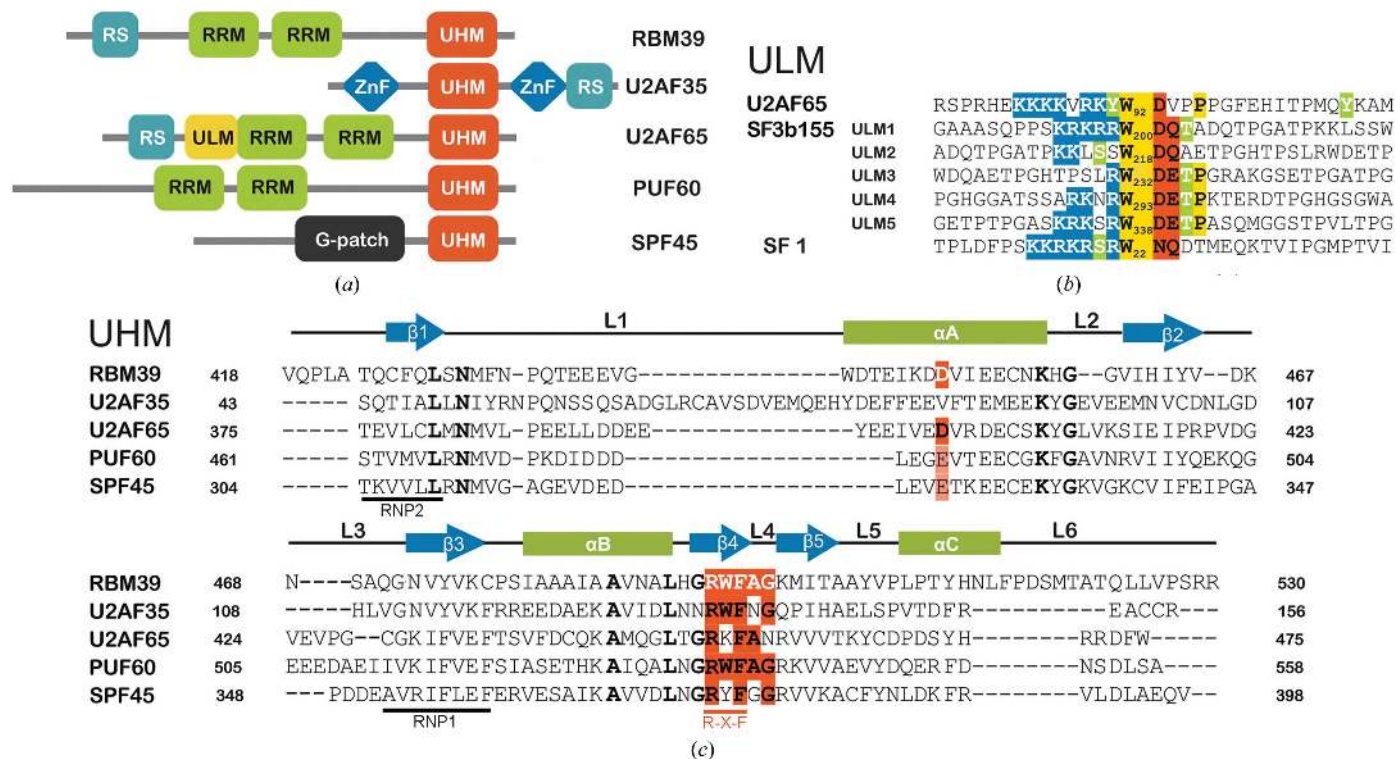 RS RRM RRM UHM RBM39
ZnF UHM ZnF RS U2AF35
RS ULM RRM RRM UHM U2AF65
RRM RRM UHM PUF60
G-patch UHM SPF45
(a)
ULM
U2AF65 RSPRHEKKKKVRKYW92DVPPPGFEHITPMQYKAM
SF3b155 ULM1 GAAASQPPSKRKRRW200DQTADQTPGATPKKLSSW
ULM2 ADQTPGATPKKLSSW218DQAETPGHTPSLRWDETP
ULM3 WDQAETPGHTPSLRW232DETPGRAKGSETPGATPG
ULM4 PGHGGATSSARKNRW293DETPKTERDTPGHGSGWA
ULM5 GETPTPGASKRKSRW338DETPASQMGGSTPVLTPG
SF1 TPLDFPSKKRKRSRW22NQDTMEQKTVIPGMPTVI
(b)
UHM
β1 L1 αA L2 β2
RBM39 418 VQPLATQCFQLSNMFN-PQTEEEVG-----------------WDTEIKDDVIEECNKHG--GVIHIYV--DK 467
U2AF35 43 -----SQTIALLNIYRNPQNSSQSADGLRCAVSDVEMQEHYDEFFEEVFTEMEEKYGEVEEMNVCDNLGD 107
U2AF65 375 -----TEVLCLMNMVL-PEELLDDEE---------------YEEIVEDVRDECSKYGLVKSIEIPRPVDG 423
PUF60 461 -----STVMVLRNMVD-PKDIDDD------------------LEGEVTEECGKFGAVNRVIIYQEKQG 504
SPF45 304 -----TKVVLLRNMVG-AGEVDED------------------LEVETKEECEKYGKVGKCVIFEIPGA 347
RNP2
L3 β3 αB β4 L4 β5 L5 αC L6
RBM39 468 N----SAQGNVYVKCPSIAAAIAAVNALHGRWFAGKMITAAYVPLPTYHNLFPDSMTATQLLVPSRR 530
U2AF35 108 -----HLVGNVYVKFRREEDAEKAVIDLNNRWFNGQPIHAELSPVTDFR---------EACCR---- 156
U2AF65 424 VEVPG--CGKIFVEFTSVFDCQKAMQGLTGRKFANRVVVTKYCDPDSYH--------RRDFW----- 475
PUF60 505 EEEDAEIIVKIFVEFSIASETHKAIQALNGRWFAGRKVVAEVYDQERFD--------NSDLSA---- 558
SPF45 348 ---PDDEAVRIFLEFERVESAIKAVVDLNGRYFGGRVVKACFYNLDKFR--------VLDLAEQV-- 398
RNP1 R-X-F
(c)